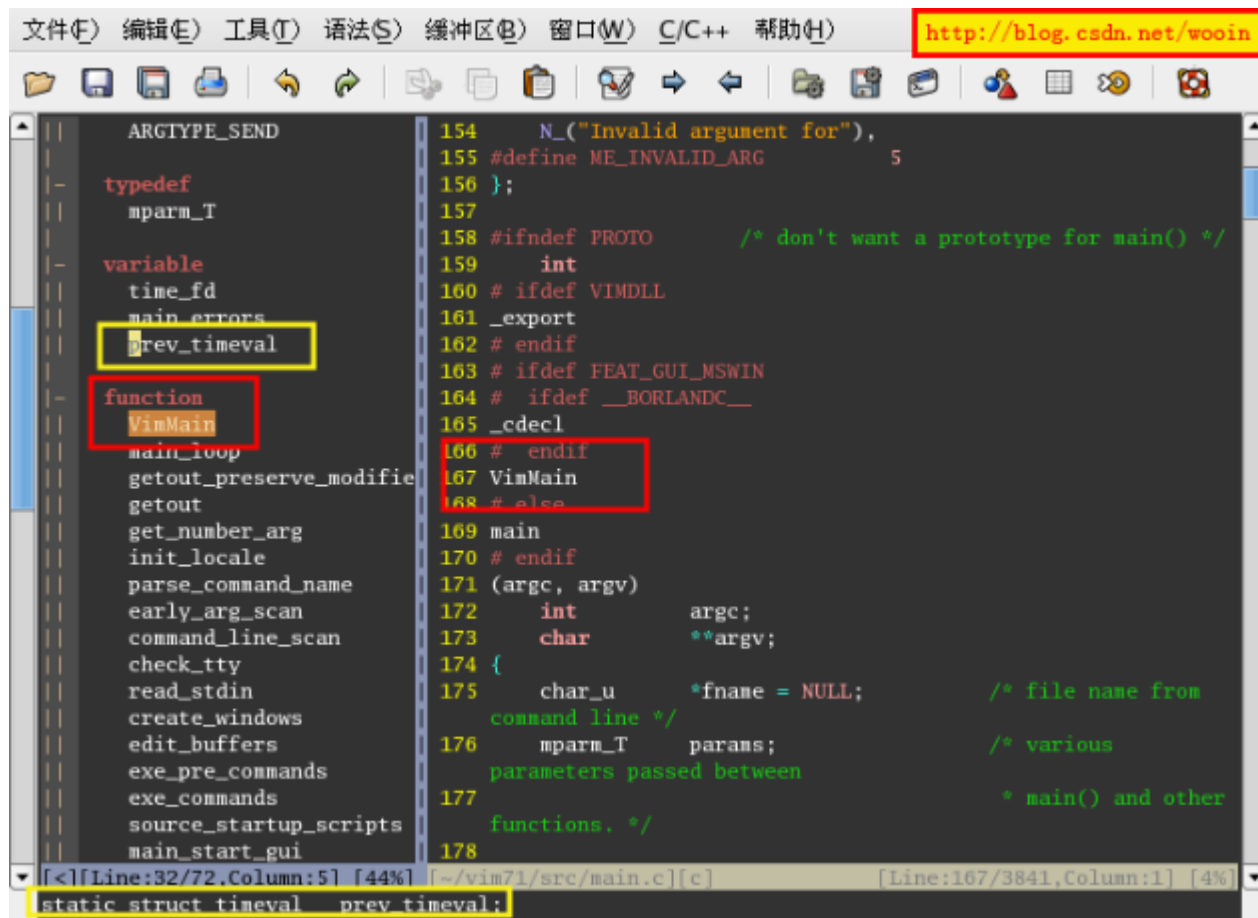 文件(F) 编辑(E) 工具(T) 语法(S) 缓冲区(B) 窗口(W) C/C++ 帮助(H)
http://blog.csdn.net/wooin
ARGTYPE_SEND
typedef
mparm_T
variable
time_fd
main_errors
prev_timeval
function
VimMain
main_loop
getout_preserve_modifie
getout
get_number_arg
init_locale
parse_command_name
early_arg_scan
command_line_scan
check_tty
read_stdin
create_windows
edit_buffers
exe_pre_commands
exe_commands
source_startup_scripts
main_start_gui
[<][Line:32/72,Column:5] [44%]
154 N_("Invalid argument for"),
155 #define ME_INVALID_ARG 5
156 };
157
158 #ifndef PROTO /* don't want a prototype for main() */
159 int
160 # ifdef VIMDLL
161 _export
162 # endif
163 # ifdef FEAT_GUI_MSWIN
164 # ifdef __BORLANDC__
165 _cdecl
166 # endif
167 VimMain
168 # else
169 main
170 # endif
171 (argc, argv)
172 int argc;
173 char **argv;
174 {
175 char_u *fname = NULL; /* file name from
command line */
176 mparm_T params; /* various
parameters passed between
177 * main() and other
functions. */
178
[~/vim71/src/main.c][c] [Line:167/3841,Column:1] [4%]
static struct timeval prev_timeval;